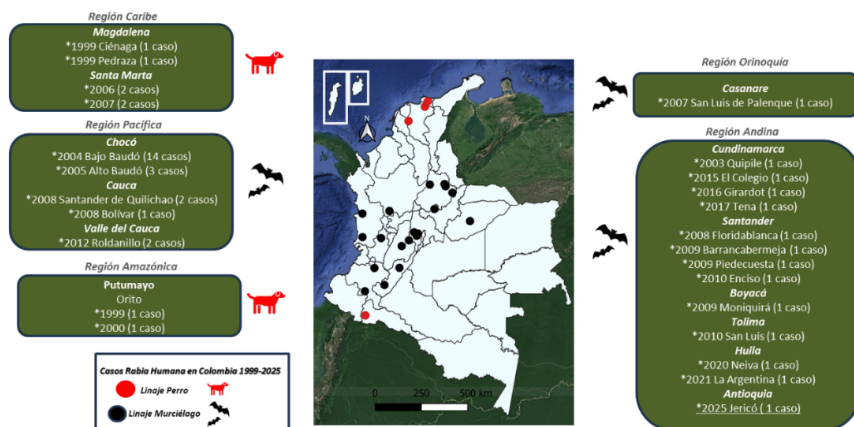 Región Caribe
Magdalena
*1999 Ciénaga (1 caso)
*1999 Pedraza (1 caso)
Santa Marta
*2006 (2 casos)
*2007 (2 casos)
Región Pacífica
Chocó
*2004 Bajo Baudó (14 casos)
*2005 Alto Baudó (3 casos)
Cauca
*2008 Santander de Quilichao (2 casos)
*2008 Bolívar (1 caso)
Valle del Cauca
*2012 Roldanillo (2 casos)
Región Amazónica
Putumayo
Orito
*1999 (1 caso)
*2000 (1 caso)
Casos Rabia Humana en Colombia 1999-2025
Linaje Perro
Linaje Murciélago
0 250 500 km
Región Orinoquía
Casanare
*2007 San Luis de Palenque (1 caso)
Región Andina
Cundinamarca
*2003 Quipile (1 caso)
*2015 El Colegio (1 caso)
*2016 Girardot (1 caso)
*2017 Tena (1 caso)
Santander
*2008 Floridablanca (1 caso)
*2009 Barrancabermeja (1 caso)
*2009 Piedecuesta (1 caso)
*2010 Enciso (1 caso)
Boyacá
*2009 Moniquirá (1 caso)
Tolima
*2010 San Luis (1 caso)
Huila
*2020 Neiva (1 caso)
*2021 La Argentina (1 caso)
Antioquia
*2025 Jericó ( 1 caso)